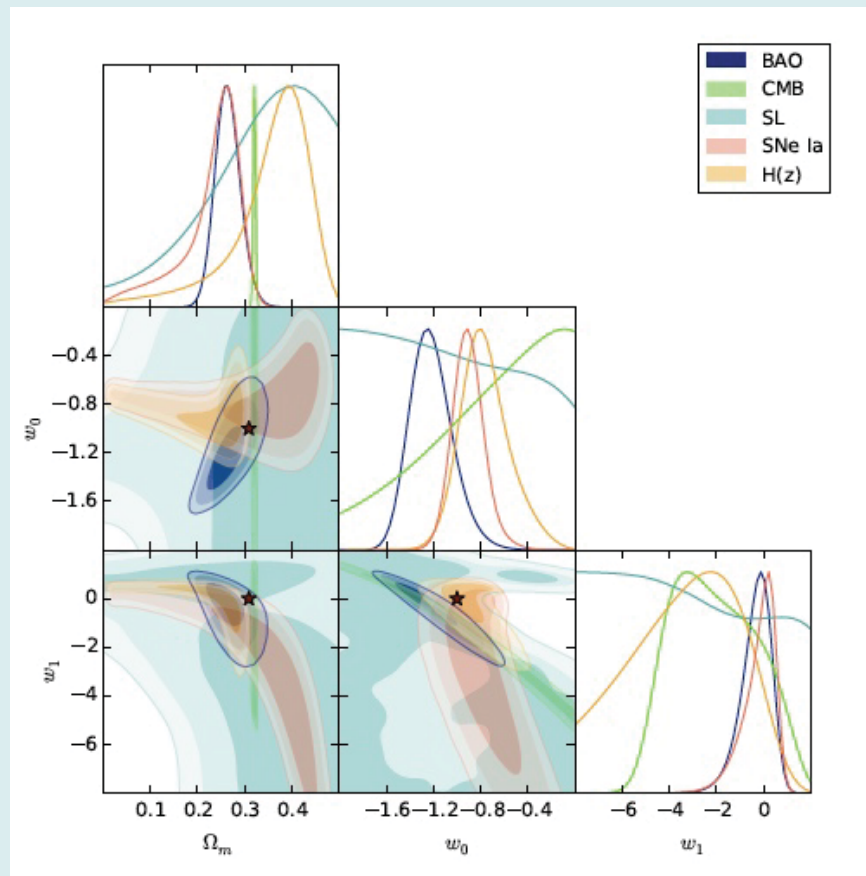 BAO
CMB
SL
SNe Ia
H(z)
−0.4
−0.8
−1.2
−1.6
w₀
0
−2
−4
−6
w₁
0.1 0.2 0.3 0.4
−1.6 −1.2 −0.8 −0.4
−6 −4 −2 0
Ωₘ w₀ w₁